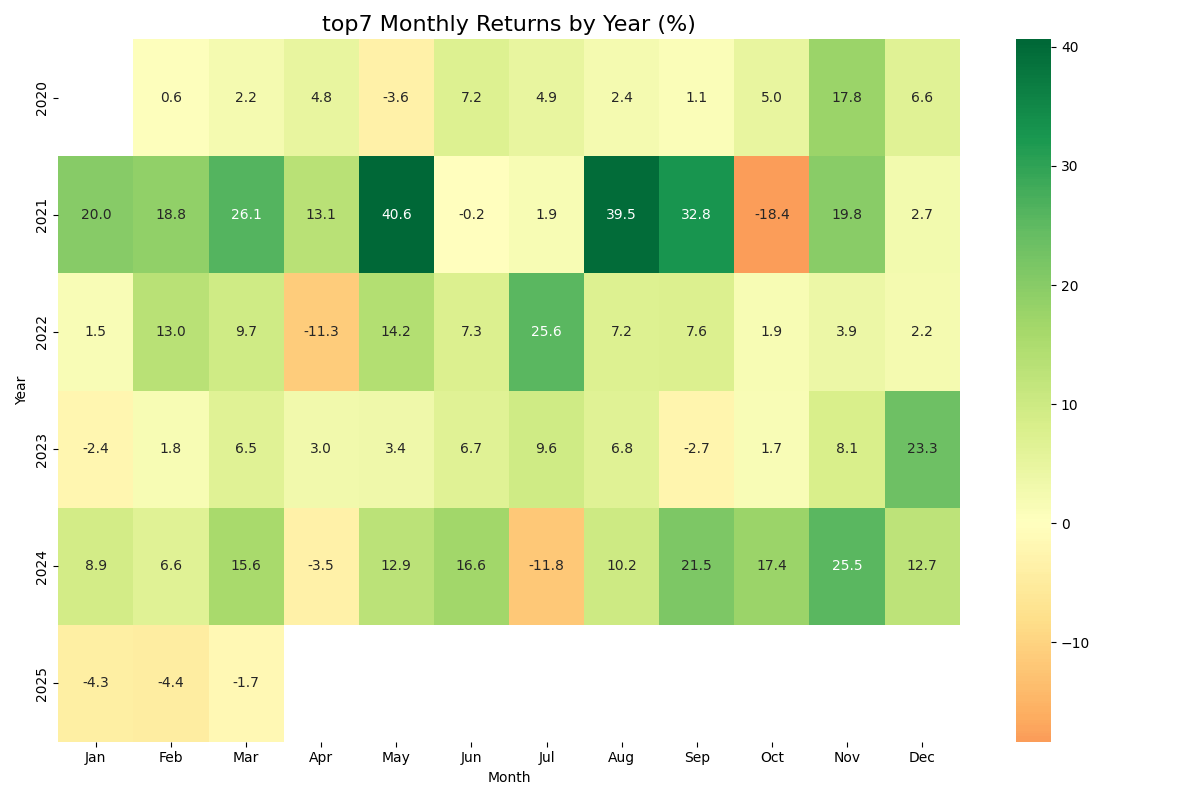 top7 Monthly Returns by Year (%)
2020 0.6 2.2 4.8 -3.6 7.2 4.9 2.4 1.1 5.0 17.8 6.6
2021 20.0 18.8 26.1 13.1 40.6 -0.2 1.9 39.5 32.8 -18.4 19.8 2.7
2022 1.5 13.0 9.7 -11.3 14.2 7.3 25.6 7.2 7.6 1.9 3.9 2.2
2023 -2.4 1.8 6.5 3.0 3.4 6.7 9.6 6.8 -2.7 1.7 8.1 23.3
2024 8.9 6.6 15.6 -3.5 12.9 16.6 -11.8 10.2 21.5 17.4 25.5 12.7
2025 -4.3 -4.4 -1.7
Year
Jan Feb Mar Apr May Jun Jul Aug Sep Oct Nov Dec
Month
40
30
20
10
0
−10